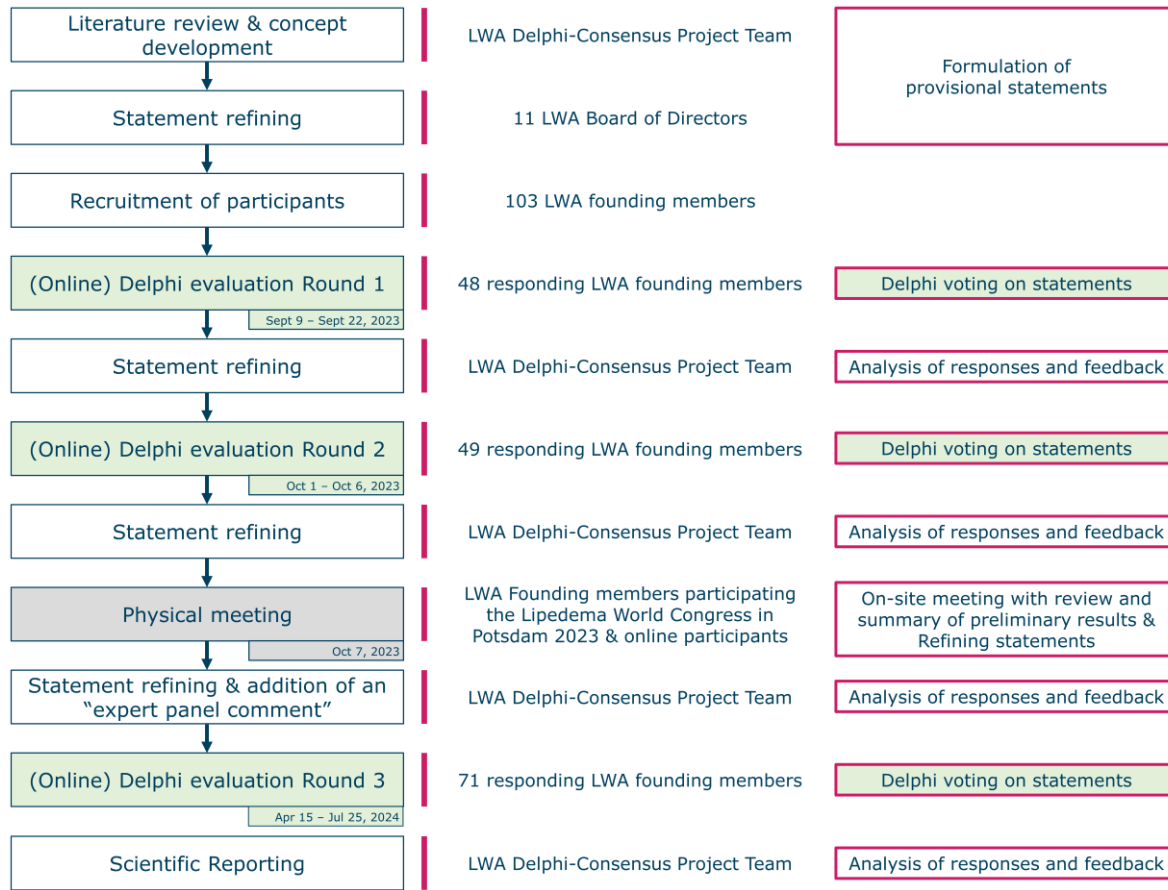 Literature review & concept
development
LWA Delphi-Consensus Project Team
Formulation of
provisional statements
Statement refining
11 LWA Board of Directors
Recruitment of participants
103 LWA founding members
(Online) Delphi evaluation Round 1
Sept 9 – Sept 22, 2023
48 responding LWA founding members
Delphi voting on statements
Statement refining
LWA Delphi-Consensus Project Team
Analysis of responses and feedback
(Online) Delphi evaluation Round 2
Oct 1 – Oct 6, 2023
49 responding LWA founding members
Delphi voting on statements
Statement refining
LWA Delphi-Consensus Project Team
Analysis of responses and feedback
Physical meeting
Oct 7, 2023
LWA Founding members participating
the Lipedema World Congress in
Potsdam 2023 & online participants
On-site meeting with review and
summary of preliminary results &
Refining statements
Statement refining & addition of an
“expert panel comment”
LWA Delphi-Consensus Project Team
Analysis of responses and feedback
(Online) Delphi evaluation Round 3
Apr 15 – Jul 25, 2024
71 responding LWA founding members
Delphi voting on statements
Scientific Reporting
LWA Delphi-Consensus Project Team
Analysis of responses and feedback